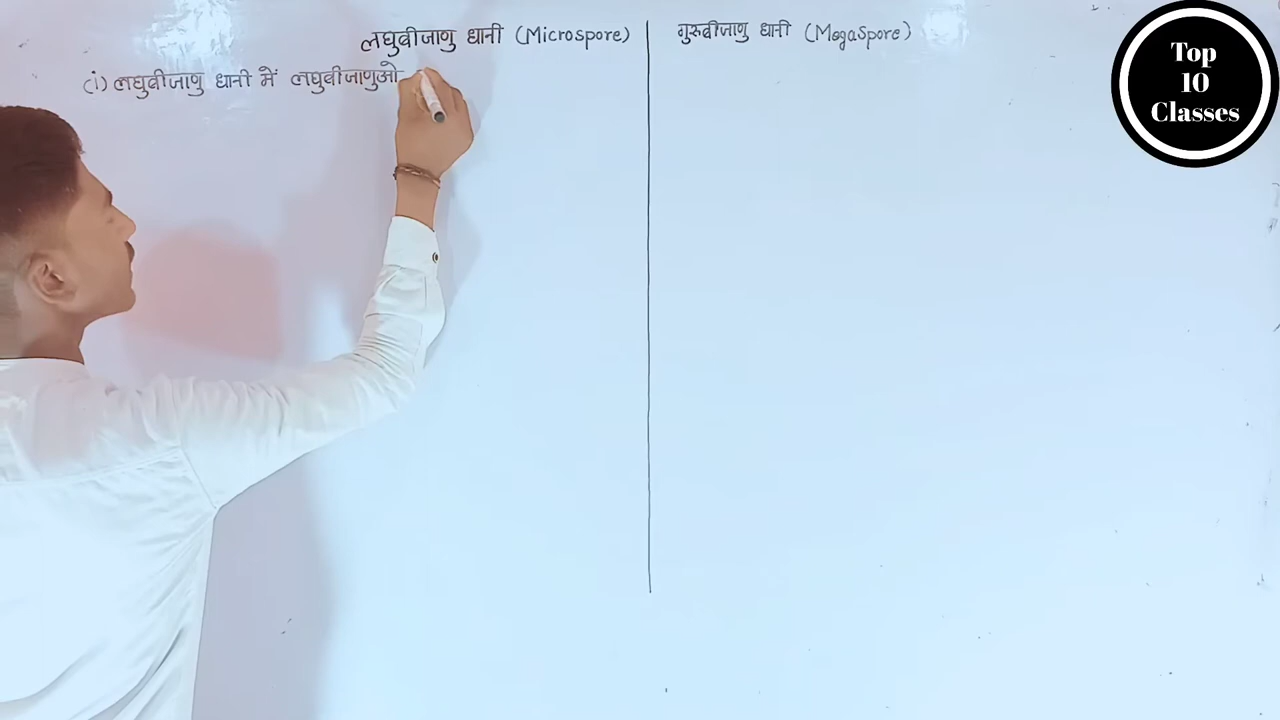 लघुबीजाणु धानी (Microspore)
गुरुबीजाणु धानी (Megaspore)
(i) लघुबीजाणु धानी में लघुबीजाणुओ
Top
10
Classes